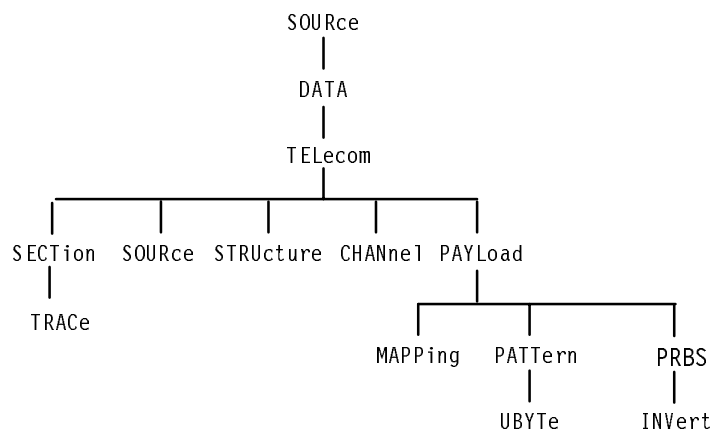 SOURce
DATA
TELecom
SECTion SOURce STRUcture CHANnel PAYLoad
TRACe
MAPPing PATTern PRBS
UBYTe INVert